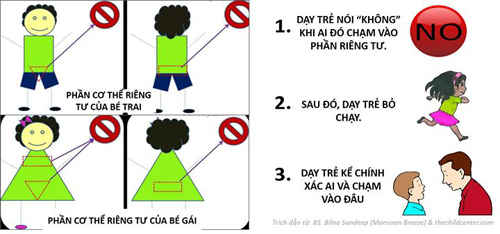 PHẦN CƠ THỂ RIÊNG
TƯ CỦA BÉ TRAI
PHẦN CƠ THỂ RIÊNG TƯ CỦA BÉ GÁI
1. DẠY TRẺ NÓI “KHÔNG”
KHI AI ĐÓ CHẠM VÀO
PHẦN RIÊNG TƯ.
NO
2. SAU ĐÓ, DẠY TRẺ BỎ
CHẠY.
3. DẠY TRẺ KỂ CHÍNH
XÁC AI VÀ CHẠM
VÀO ĐÂU
Trích dẫn từ BS. Bilna Sandeep (Monsoon Breeze) & thechildcenter.com